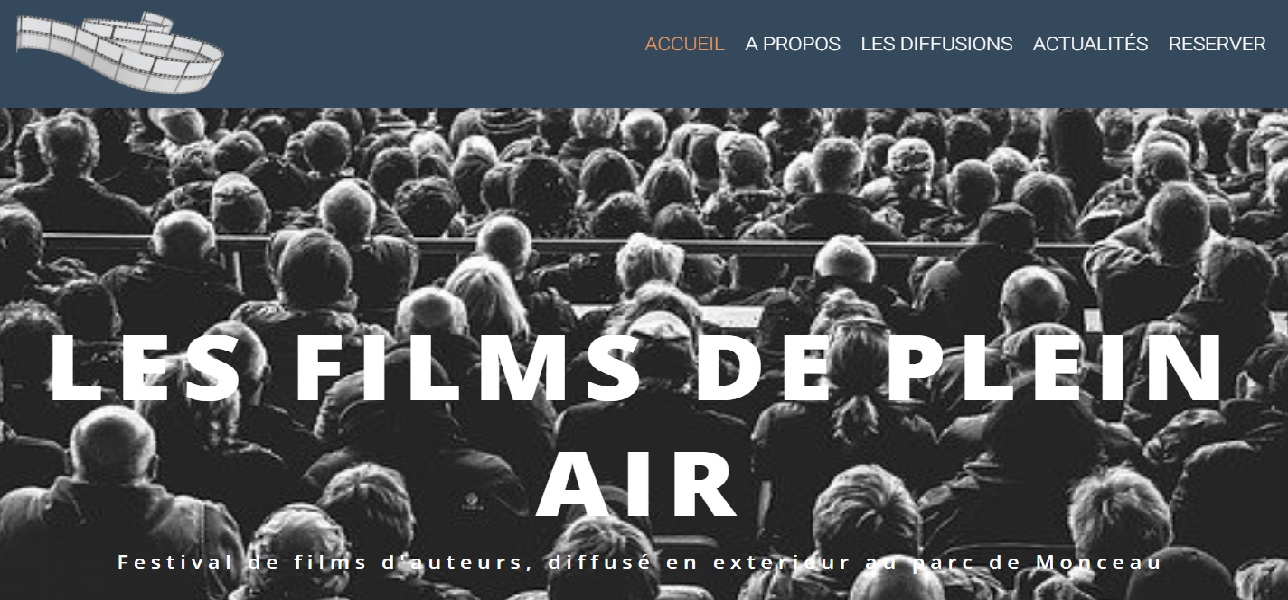 ACCUEIL A PROPOS LES DIFFUSIONS ACTUALITÉS RESERVER
LES FILMS DE PLEIN
AIR
Festival de films d'auteurs, diffusé en exterieur au parc de Monceau